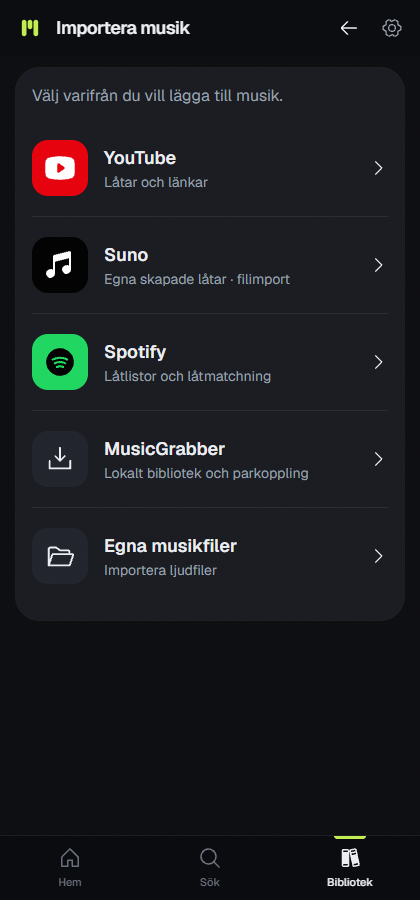 Importera musik
Välj varifrån du vill lägga till musik.
YouTube
Låtar och länkar
Suno
Egna skapade låtar · filimport
Spotify
Låtlistor och låtmatchning
MusicGrabber
Lokalt bibliotek och parkoppling
Egna musikfiler
Importera ljudfiler
Hem
Sök
Bibliotek